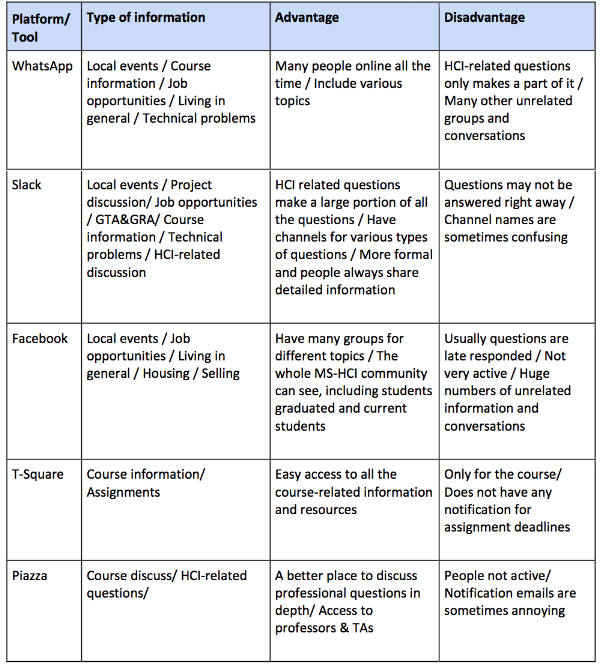 Platform/
Tool
Type of information
Advantage
Disadvantage
WhatsApp
Local events / Course
information / Job
opportunities / Living in
general / Technical problems
Many people online all the
time / Include various
topics
HCI-related questions
only makes a part of it /
Many other unrelated
groups and
conversations
Slack
Local events / Project
discussion/ Job opportunities
/ GTA&GRA/ Course
information / Technical
problems / HCI-related
discussion
HCI related questions
make a large portion of all
the questions / Have
channels for various types
of questions / More formal
and people always share
detailed information
Questions may not be
answered right away /
Channel names are
sometimes confusing
Facebook
Local events / Job
opportunities / Living in
general / Housing / Selling
Have many groups for
different topics / The
whole MS-HCI community
can see, including students
graduated and current
students
Usually questions are
late responded / Not
very active / Huge
numbers of unrelated
information and
conversations
T-Square
Course information/
Assignments
Easy access to all the
course-related information
and resources
Only for the course/
Does not have any
notification for
assignment deadlines
Piazza
Course discuss/ HCI-related
questions/
A better place to discuss
professional questions in
depth/ Access to
professors & TAs
People not active/
Notification emails are
sometimes annoying